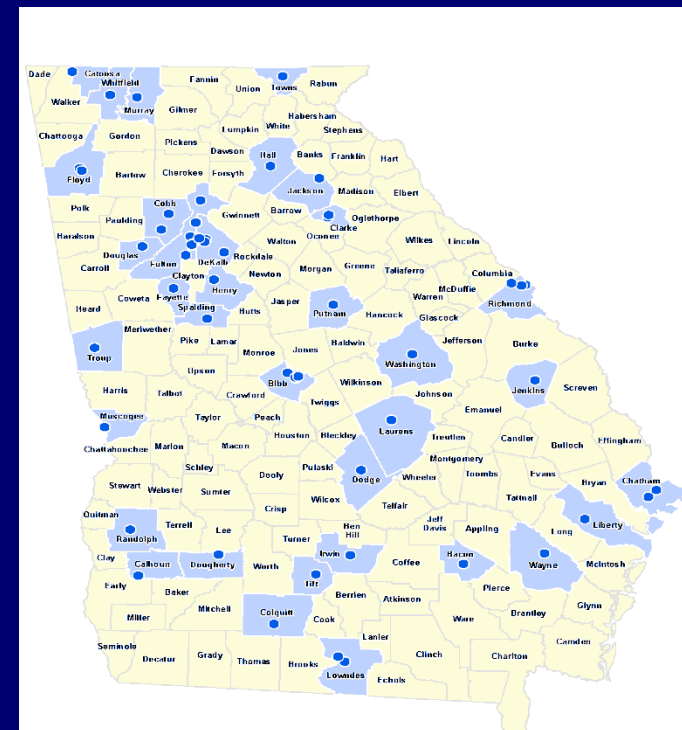 Dade
Catoosa
Whitfield
Fannin
Union
Towns
Rabun
Walker
Murray
Gilmer
Habersham
White
Lumpkin
Stephens
Chattooga
Gordon
Pickens
Dawson
Hall
Banks
Franklin
Hart
Floyd
Bartow
Cherokee
Forsyth
Jackson
Madison
Elbert
Polk
Cobb
Paulding
Gwinnett
Barrow
Clarke
Oglethorpe
Haralson
Oconee
Wilkes
Lincoln
Douglas
Walton
Fulton
DeKalb
Rockdale
Carroll
Clayton
Newton
Morgan
Greene
Taliaferro
Columbia
McDuffie
Henry
Coweta
Fayette
Warren
Richmond
Heard
Spalding
Butts
Jasper
Putnam
Hancock
Glascock
Meriwether
Pike
Lamar
Baldwin
Jefferson
Burke
Troup
Monroe
Jones
Washington
Upson
Bibb
Wilkinson
Jenkins
Screven
Harris
Talbot
Crawford
Twiggs
Johnson
Emanuel
Muscogee
Taylor
Peach
Laurens
Houston
Bleckley
Treutlen
Candler
Bulloch
Effingham
Chattahoochee
Marion
Macon
Montgomery
Schley
Pulaski
Dooly
Dodge
Wheeler
Toombs
Evans
Bryan
Chatham
Stewart
Webster
Sumter
Wilcox
Telfair
Tattnall
Quitman
Crisp
Randolph
Terrell
Lee
Turner
Ben
Hill
Jeff
Davis
Appling
Long
Liberty
Clay
Calhoun
Dougherty
Worth
Irwin
Coffee
Bacon
Wayne
McIntosh
Early
Tift
Baker
Berrien
Atkinson
Pierce
Mitchell
Colquitt
Cook
Ware
Brantley
Glynn
Miller
Lanier
Seminole
Decatur
Grady
Thomas
Brooks
Lowndes
Clinch
Charlton
Camden
Echols